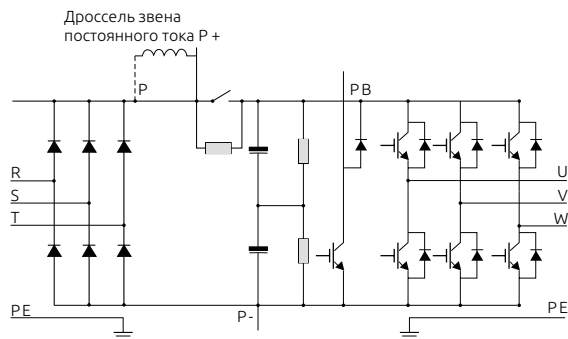 Дроссель звена
постоянного тока P +
P
PB
R
S
T
U
V
W
PE
P-
PE